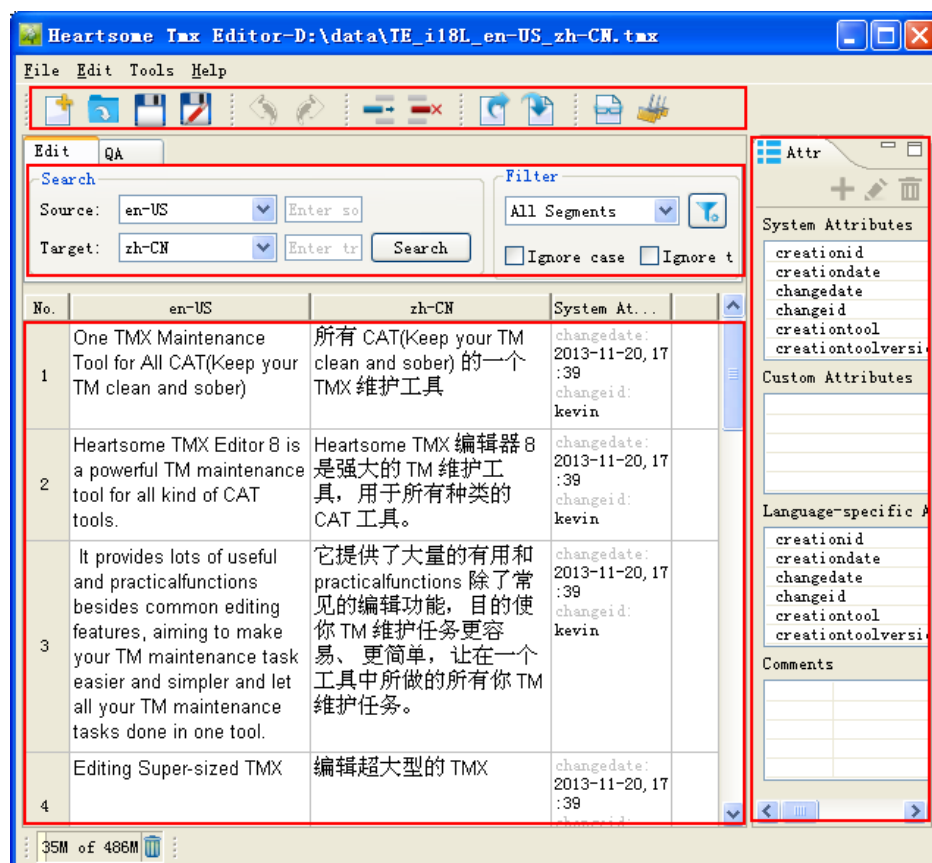 Heartsome Tmx Editor-D:\data\TE_i18L_en-US_zh-CN.tmx
File Edit Tools Help
Edit QA
Search
Filter
Source: en-US Enter so
All Segments
Target: zh-CN Enter tr Search
Ignore case Ignore t
No. en-US zh-CN System At...
1
One TMX Maintenance
Tool for All CAT(Keep your
TM clean and sober)
所有 CAT(Keep your TM
clean and sober) 的一个
TMX 维护工具
changedate:
2013-11-20, 17
:39
changeid:
kevin
2
Heartsome TMX Editor 8 is
a powerful TM maintenance
tool for all kind of CAT
tools.
Heartsome TMX 编辑器 8
是强大的 TM 维护工
具，用于所有种类的
CAT 工具。
changedate:
2013-11-20, 17
:39
changeid:
kevin
3
It provides lots of useful
and practicalfunctions
besides common editing
features, aiming to make
your TM maintenance task
easier and simpler and let
all your TM maintenance
tasks done in one tool.
它提供了大量的有用和
practicalfunctions 除了常
见的编辑功能，目的使
你 TM 维护任务更容
易、 更简单，让在一个
工具中所做的所有你 TM
维护任务。
changedate:
2013-11-20, 17
:39
changeid:
kevin
4
Editing Super-sized TMX
编辑超大型的 TMX
changedate:
2013-11-20, 17
:39
changeid:
Attr
System Attributes
creationid
creationdate
changedate
changeid
creationtool
creationtoolversi
Custom Attributes
Language-specific A
creationid
creationdate
changedate
changeid
creationtool
creationtoolversi
Comments
35M of 486M